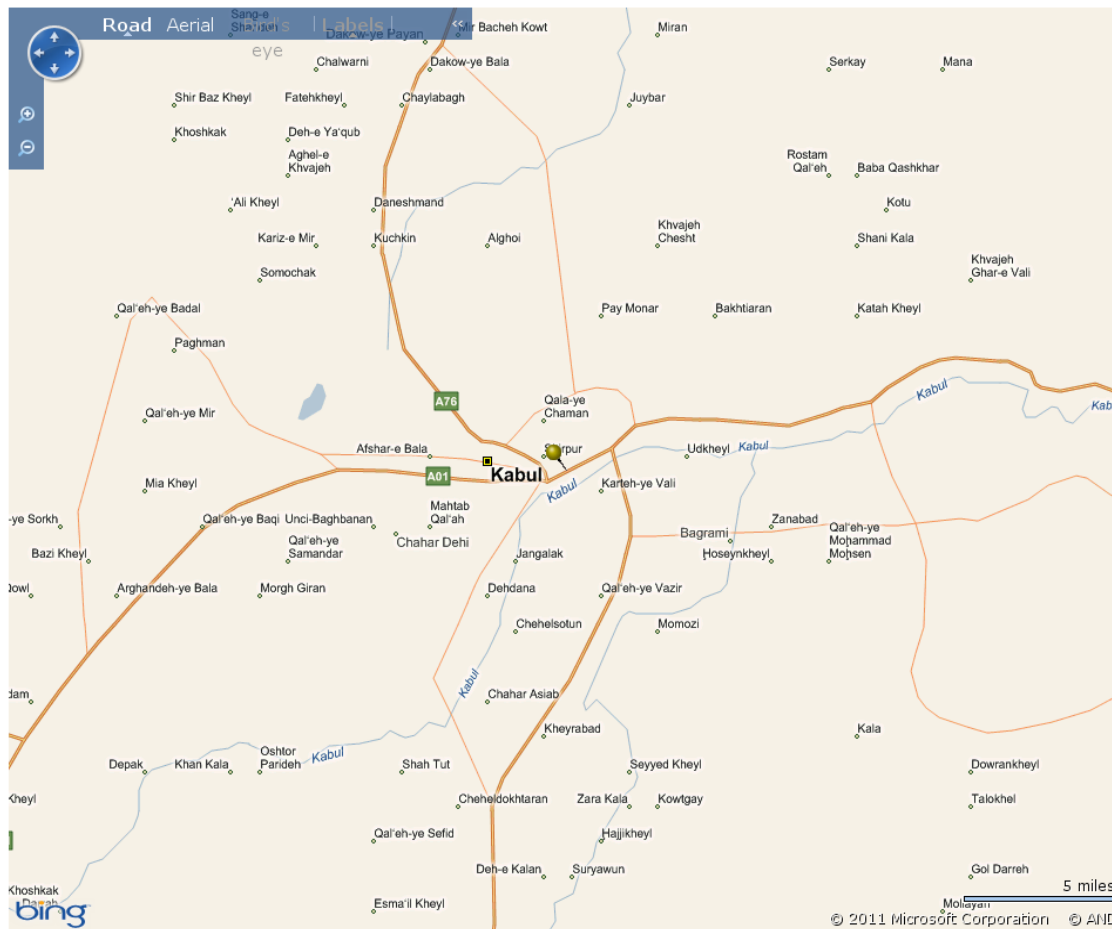 Road Aerial Bird's Labels «
eye
Sang-e
Dakow-ye Payan
Mir Bacheh Kowt
Miran
Chalwarni
Dakow-ye Bala
Serkay
Mana
Shir Baz Kheyl
Fatehkheyl
Chaylabagh
Juybar
Khoshkak
Deh-e Ya'qub
Aghel-e
Khvajeh
Rostam
Qal'eh
Baba Qashkhar
'Ali Kheyl
Daneshmand
Kotu
Kariz-e Mir
Kuchkin
Alghoi
Khvajeh
Chesht
Shani Kala
Somochak
Khvajeh
Ghar-e Vali
Qal'eh-ye Badal
Pay Monar
Bakhtiaran
Katah Kheyl
Paghman
A76
Qal'eh-ye Mir
Qala-ye
Chaman
Kabul
Afshar-e Bala
Udkheyl
Kabul
Kabul
A01
Kabul
Mia Kheyl
Karteh-ye Vali
-ye Sorkh
Qal'eh-ye Baqi
Unci-Baghbanan
Mahtab
Qal'ah
Chahar Dehi
Bagrami
Zanabad
Qal'eh-ye
Moḩammad
Moḩsen
Bazi Kheyl
Qal'eh-ye
Samandar
Jangalak
Hoseynkheyl
Qowl
Arghandeh-ye Bala
Morgh Giran
Dehdana
Qal'eh-ye Vazir
Chehelsotun
Momozi
Kabul
dam
Chahar Asiab
Kheyrabad
Kala
Oshtor
Parideh
Kabul
Depak
Khan Kala
Shah Tut
Seyyed Kheyl
Dowrankheyl
Kheyl
Cheheldokhtaran
Zara Kala
Kowtgay
Talokhel
Qal'eh-ye Sefid
Hajjikheyl
Deh-e Kalan
Suryawun
Gol Darreh
Khoshkak
5 miles
Esma'il Kheyl
bing
© 2011 Microsoft Corporation © AND